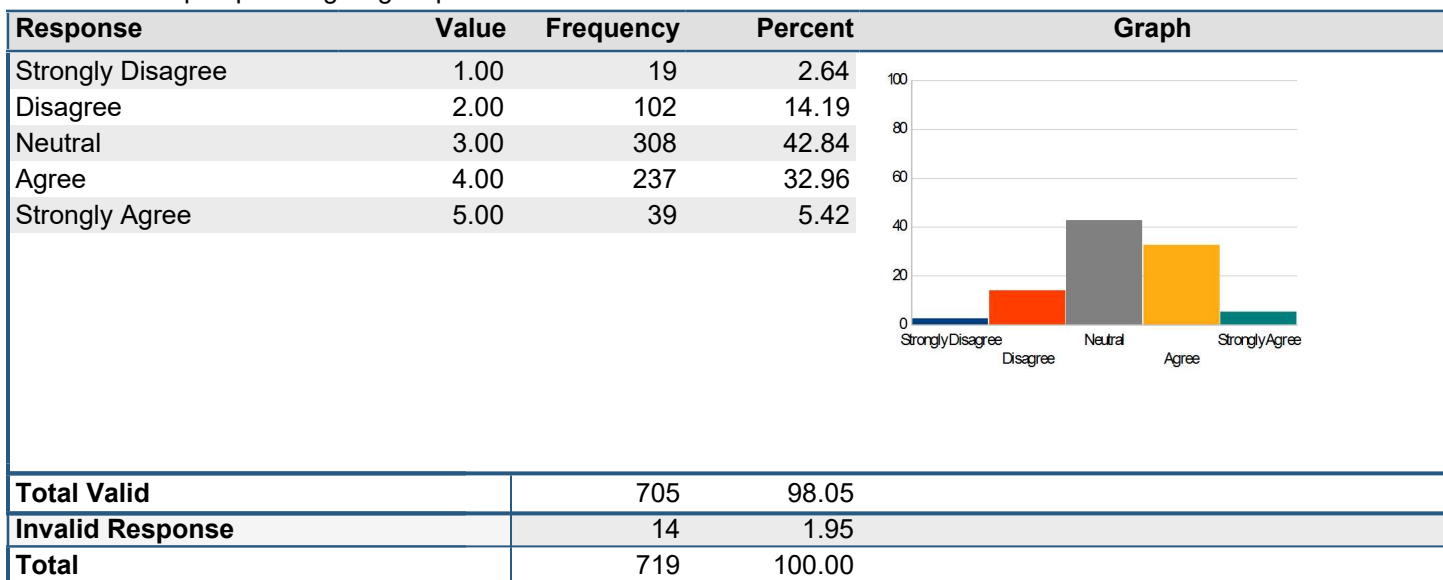 Response Value Frequency Percent Graph
Strongly Disagree 1.00 19 2.64
Disagree 2.00 102 14.19
Neutral 3.00 308 42.84
Agree 4.00 237 32.96
Strongly Agree 5.00 39 5.42
100
80
60
40
20
0
Strongly Disagree Neutral Strongly Agree
Disagree Agree
Total Valid 705 98.05
Invalid Response 14 1.95
Total 719 100.00